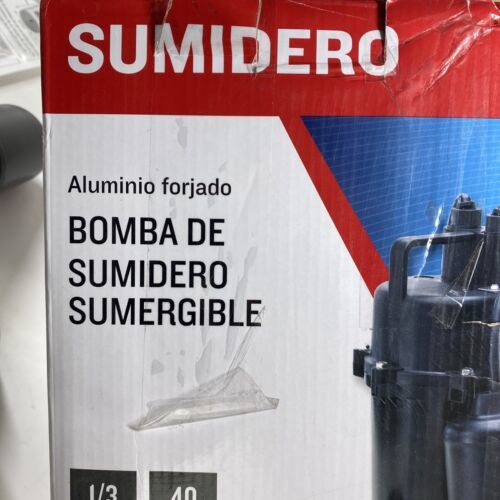 SUMIDERO
Aluminio forjado
BOMBA DE
SUMIDERO
SUMERGIBLE
1/3 40